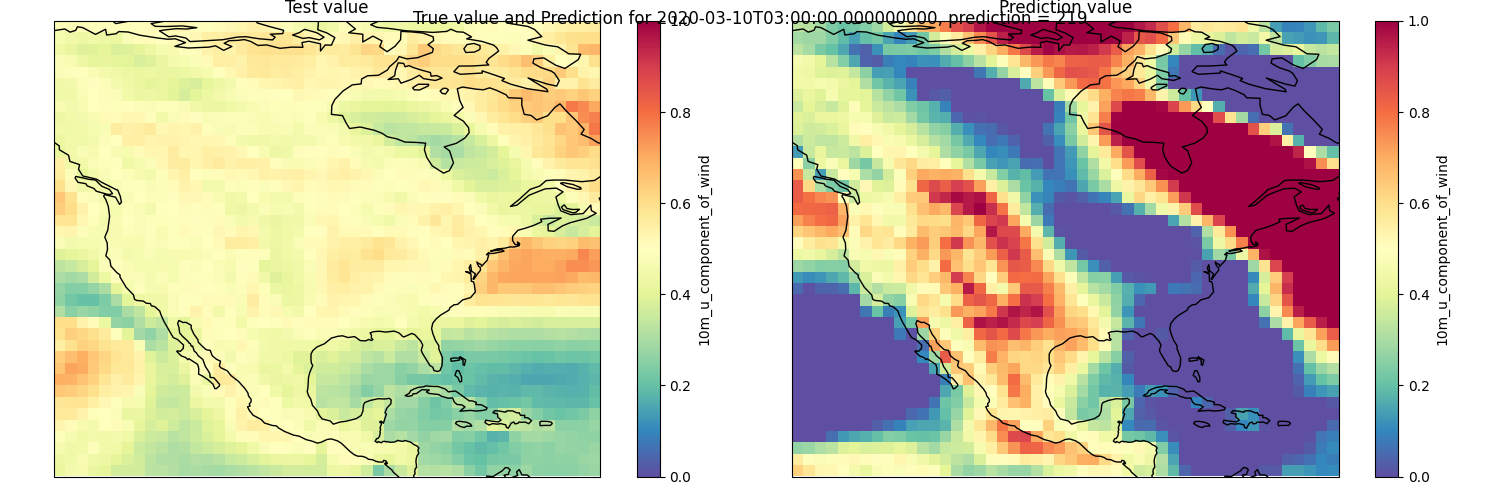 Test value
True value and Prediction for 2020-03-10T03:00:00.000000000, prediction = 219
Prediction value
1.0
0.8
0.6
0.4
0.2
0.0
10m_u_component_of_wind
1.0
0.8
0.6
0.4
0.2
0.0
10m_u_component_of_wind